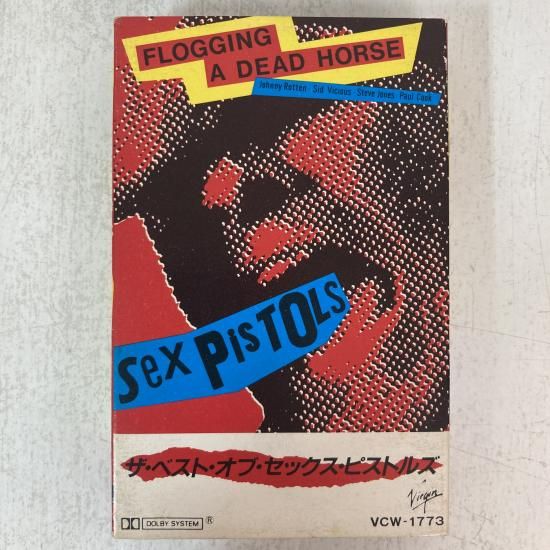 FLOGGING
A DEAD HORSE
Johnny Rotten · Sid Vicious · Steve Jones · Paul Cook
Sex PisTOLS
ザ・ベスト・オブ・セックス・ピストルズ
Virgin
DOLBY SYSTEM ®
VCW-1773